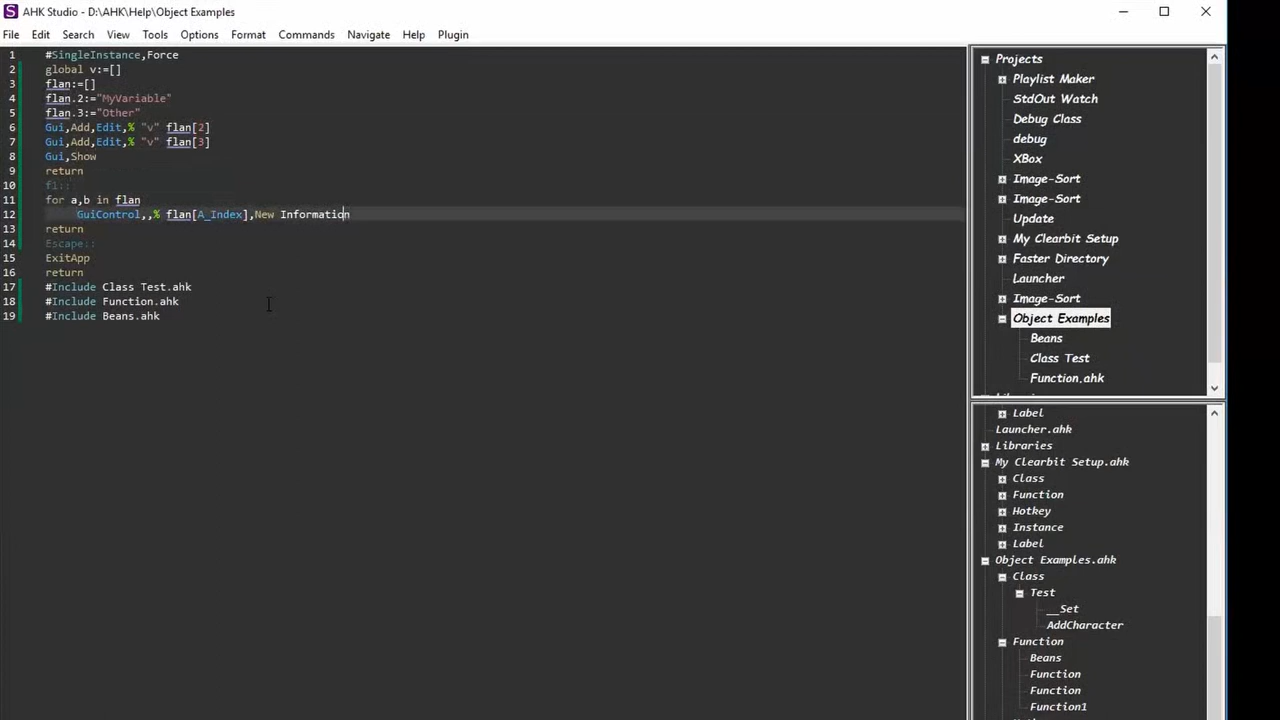 AHK Studio - D:\AHK\Help\Object Examples
File Edit Search View Tools Options Format Commands Navigate Help Plugin
1 #SingleInstance,Force
2 global v:=[]
3 flan:=[]
4 flan.2:="MyVariable"
5 flan.3:="Other"
6 Gui,Add,Edit,% "v" flan[2]
7 Gui,Add,Edit,% "v" flan[3]
8 Gui,Show
9 return
10 f1::
11 for a,b in flan
12 GuiControl,,% flan[A_Index],New Information
13 return
14 Escape::
15 ExitApp
16 return
17 #Include Class Test.ahk
18 #Include Function.ahk
19 #Include Beans.ahk
Projects
Playlist Maker
StdOut Watch
Debug Class
debug
XBox
Image-Sort
Image-Sort
Update
My Clearbit Setup
Faster Directory
Launcher
Image-Sort
Object Examples
Beans
Class Test
Function.ahk
Label
Launcher.ahk
Libraries
My Clearbit Setup.ahk
Class
Function
Hotkey
Instance
Label
Object Examples.ahk
Class
Test
__Set
AddCharacter
Function
Beans
Function
Function
Function1